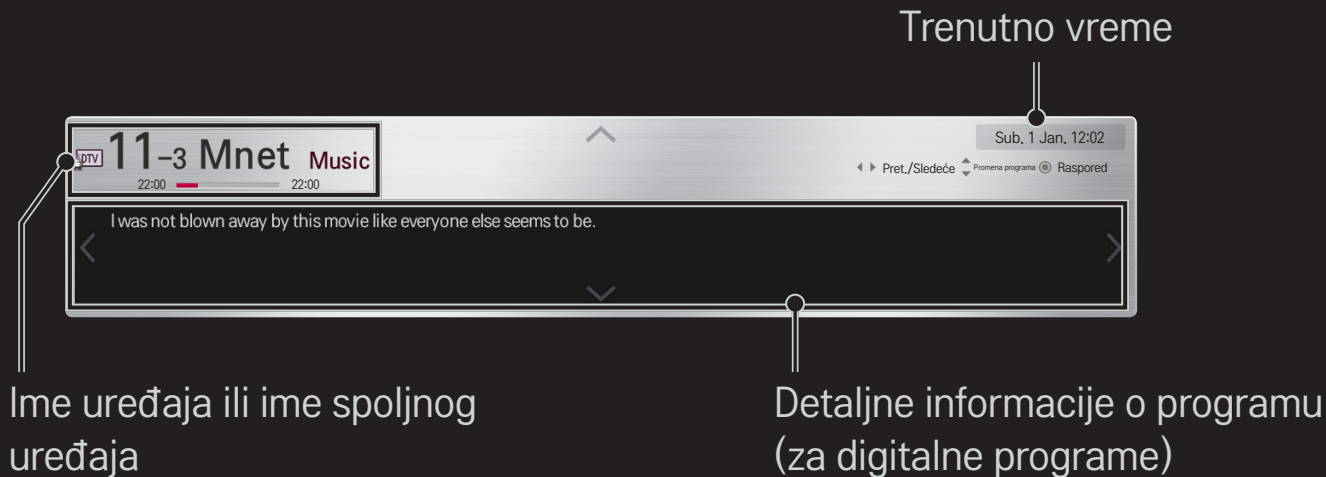 Trenutno vreme
DTV 11-3 Mnet Music
22:00 22:00
Sub. 1 Jan. 12:02
Pret./Sledeće Promena programa Raspored
I was not blown away by this movie like everyone else seems to be.
Ime uređaja ili ime spoljnog
uređaja
Detaljne informacije o programu
(za digitalne programe)